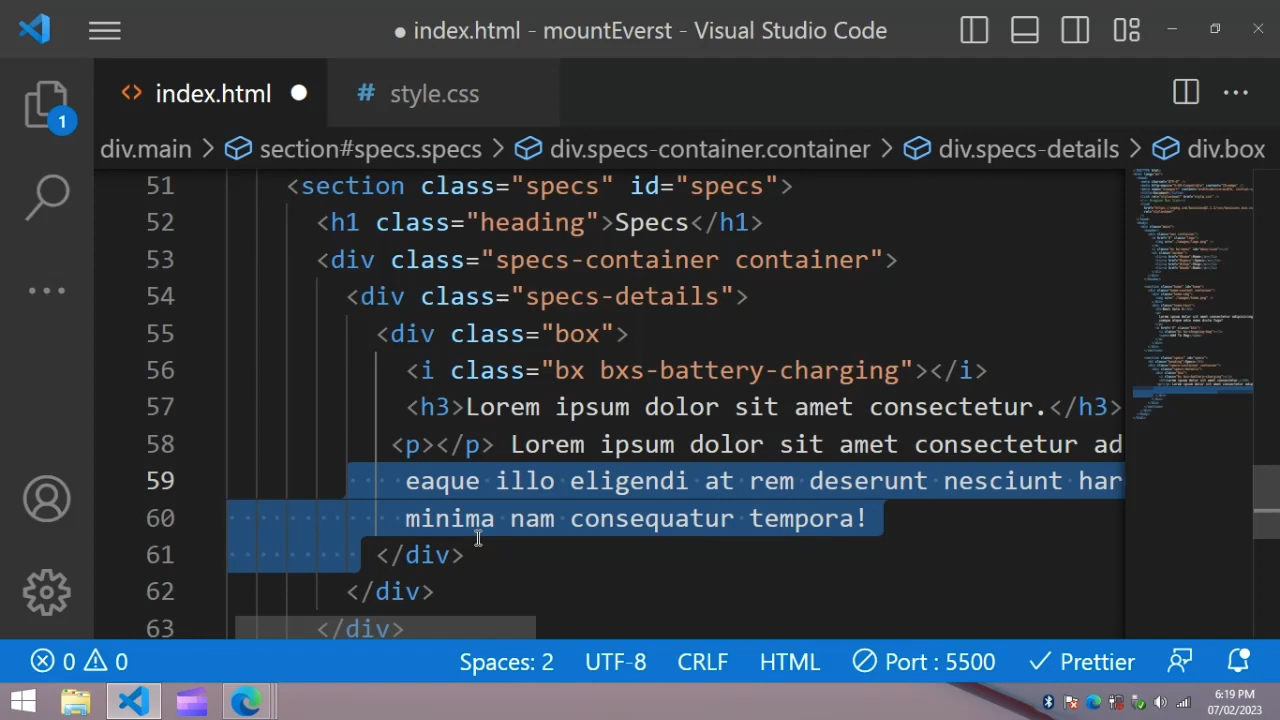 ● index.html - mountEverst - Visual Studio Code
<> index.html ● # style.css ...
1
div.main > section#specs.specs > div.specs-container.container > div.specs-details > div.box
51 <section class="specs" id="specs">
52 <h1 class="heading">Specs</h1>
53 <div class="specs-container container">
54 <div class="specs-details">
55 <div class="box">
56 <i class="bx bxs-battery-charging"></i>
57 <h3>Lorem ipsum dolor sit amet consectetur.</h3>
58 <p></p> Lorem ipsum dolor sit amet consectetur ad
59 eaque illo eligendi at rem deserunt nesciunt har
60 minima nam consequatur tempora!
61 </div>
62 </div>
63 </div>
0 0 Spaces: 2 UTF-8 CRLF HTML Port : 5500 Prettier
6:19 PM
07/02/2023